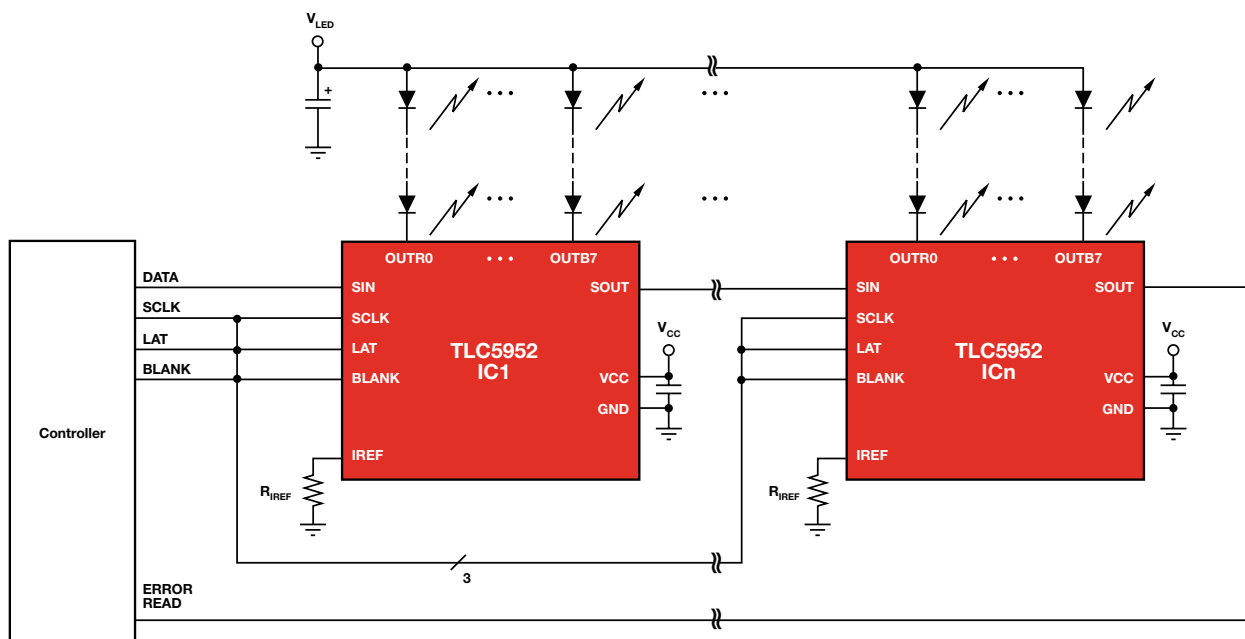 VLED
+
OUTR0 ... OUTB7
OUTR0 ... OUTB7
DATA
SCLK
LAT
BLANK
SIN
SCLK
LAT
BLANK
IREF
SOUT
VCC
GND
TLC5952
IC1
VCC
RIREF
SIN
SCLK
LAT
BLANK
IREF
SOUT
VCC
GND
TLC5952
ICn
VCC
RIREF
Controller
3
ERROR
READ